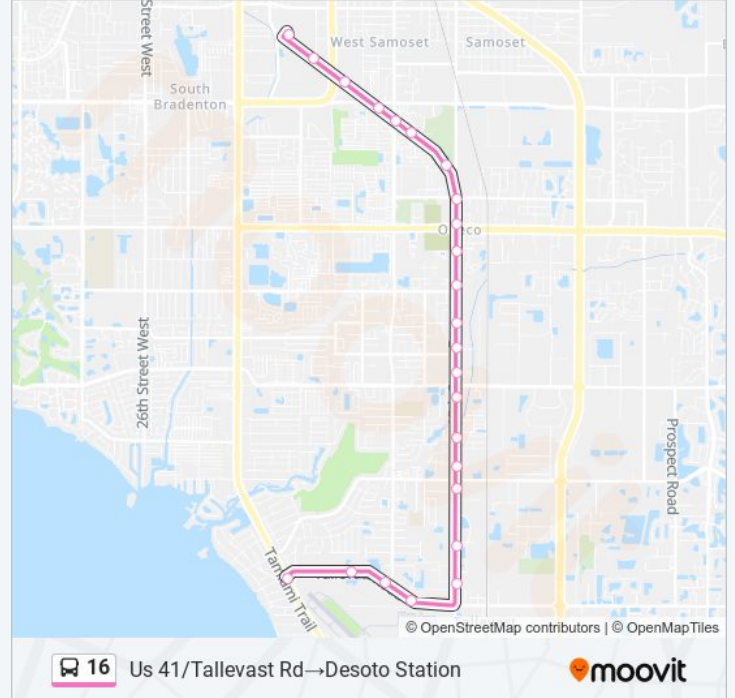 Street West
West Samoset
Samoset
South
Bradenton
26th Street West
Prospect Road
Tamiami Trail
© OpenStreetMap contributors | © OpenMapTiles
16 Us 41/Tallevast Rd→Desoto Station
moovit